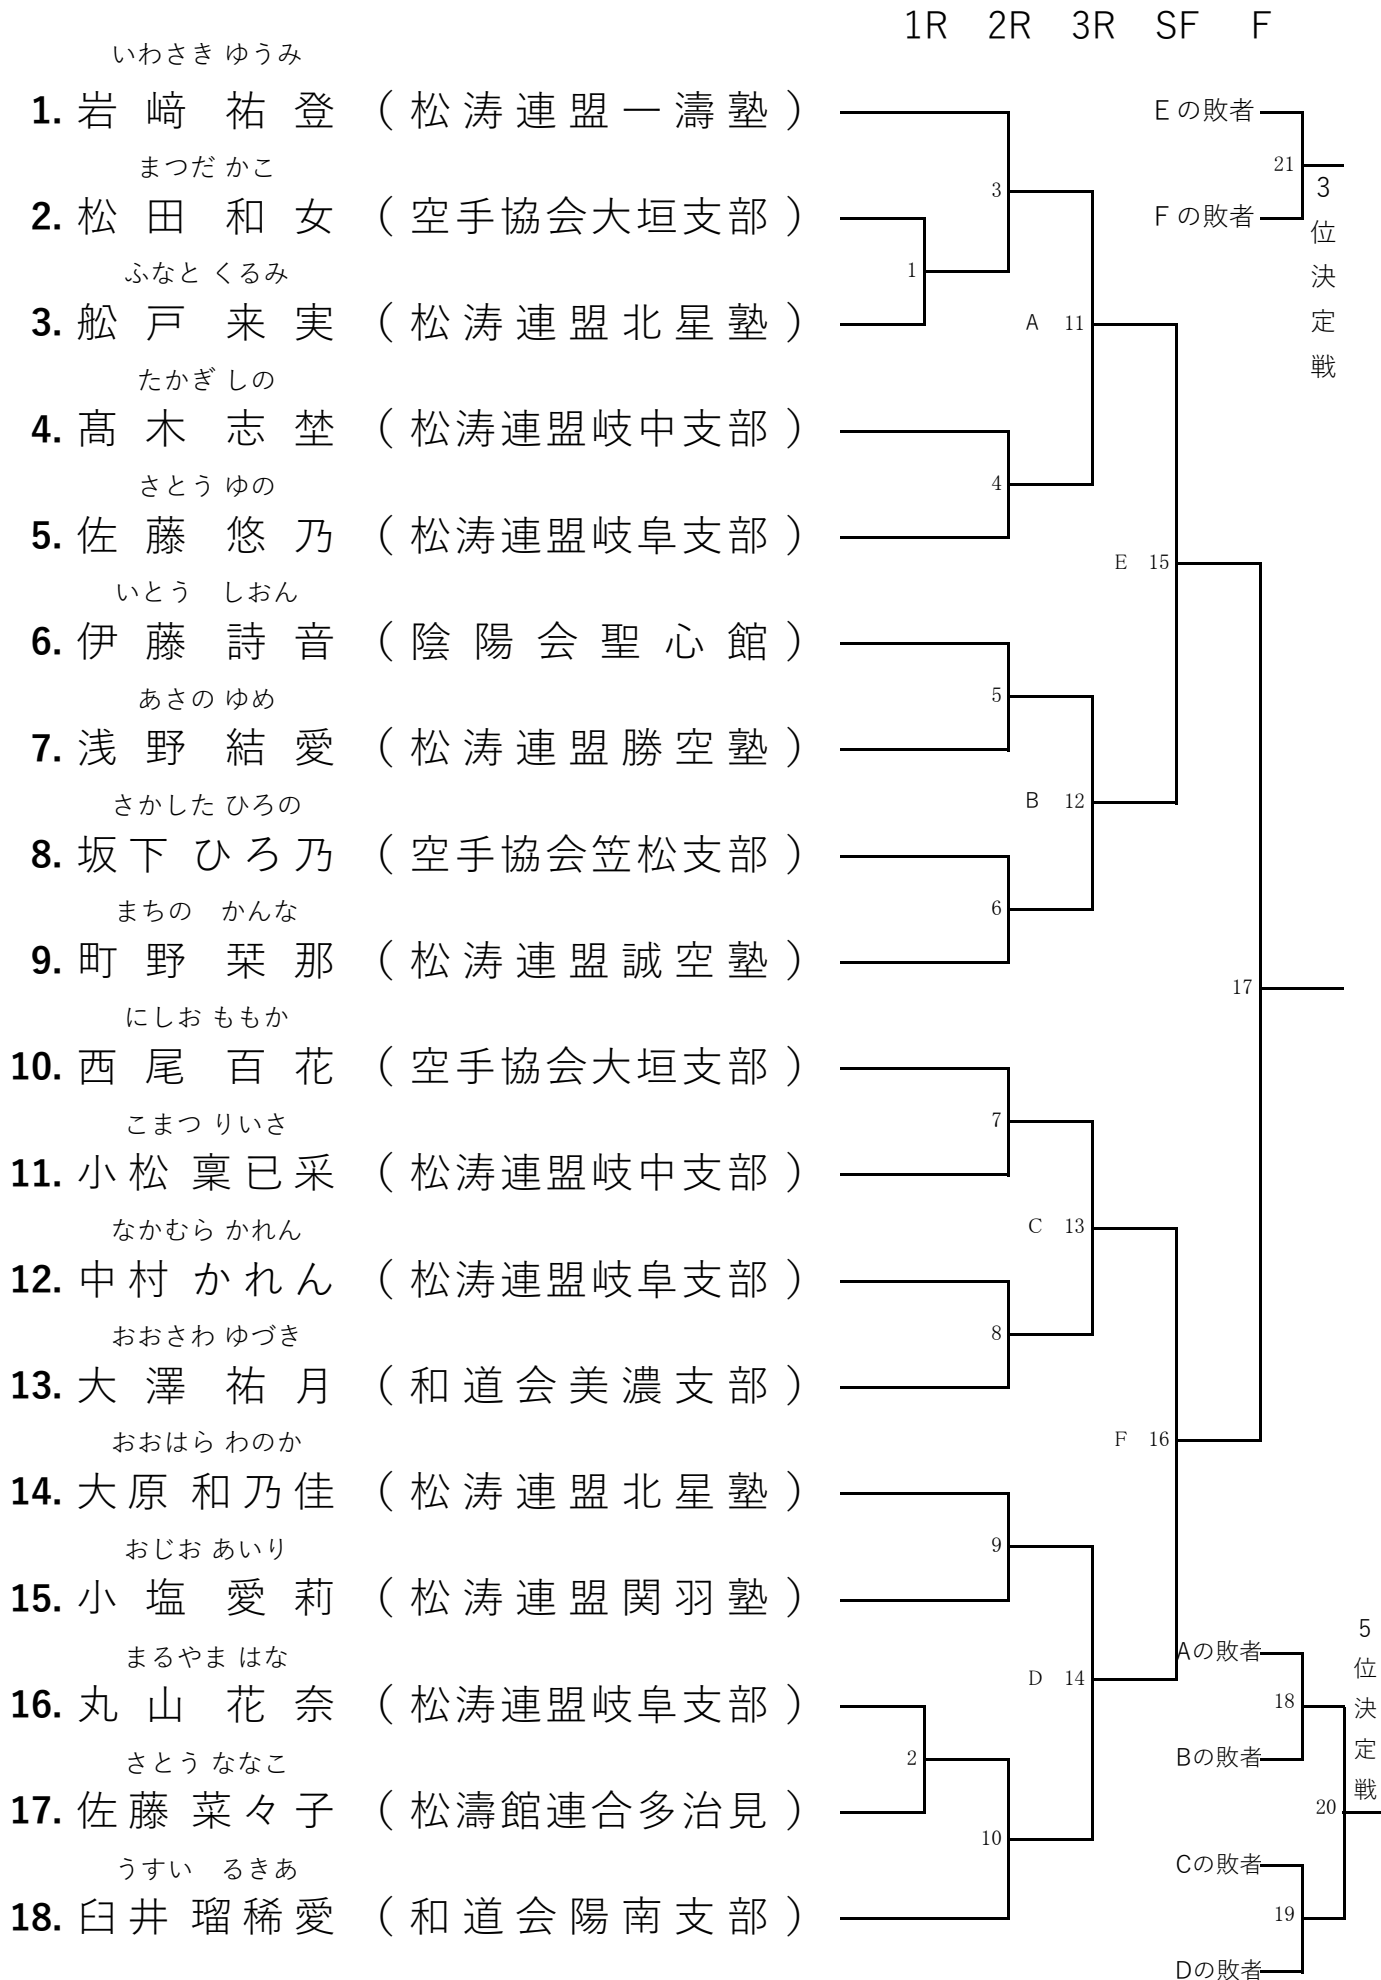 1R 2R 3R SF F
いわさき ゆうみ
1. 岩 﨑 祐 登 (松涛連盟一濤塾)
まつだ かこ
2. 松 田 和 女 (空手協会大垣支部)
ふなと くるみ
3. 舩 戸 来 実 (松涛連盟北星塾)
たかぎ しの
4. 髙 木 志 埜 (松涛連盟岐中支部)
さとう ゆの
5. 佐 藤 悠 乃 (松涛連盟岐阜支部)
いとう しおん
6. 伊 藤 詩 音 (陰陽会聖心館)
あさの ゆめ
7. 浅 野 結 愛 (松涛連盟勝空塾)
さかした ひろの
8. 坂下 ひろ乃 (空手協会笠松支部)
まちの かんな
9. 町 野 栞 那 (松涛連盟誠空塾)
にしお ももか
10. 西 尾 百 花 (空手協会大垣支部)
こまつ りいさ
11. 小松 稟已采 (松涛連盟岐中支部)
なかむら かれん
12. 中村 かれん (松涛連盟岐阜支部)
おおさわ ゆづき
13. 大 澤 祐 月 (和道会美濃支部)
おおはら わのか
14. 大原 和乃佳 (松涛連盟北星塾)
おじお あいり
15. 小 塩 愛 莉 (松涛連盟関羽塾)
まるやま はな
16. 丸 山 花 奈 (松涛連盟岐阜支部)
さとう ななこ
17. 佐藤 菜々子 (松濤館連合多治見)
うすい るきあ
18. 臼井 瑠稀愛 (和道会陽南支部)
1
2
3
4
5
6
7
8
9
10
A 11
B 12
C 13
D 14
E 15
F 16
17
Eの敗者
21
Fの敗者
3位決定戦
Aの敗者
18
Bの敗者
20
Cの敗者
19
Dの敗者
5位決定戦